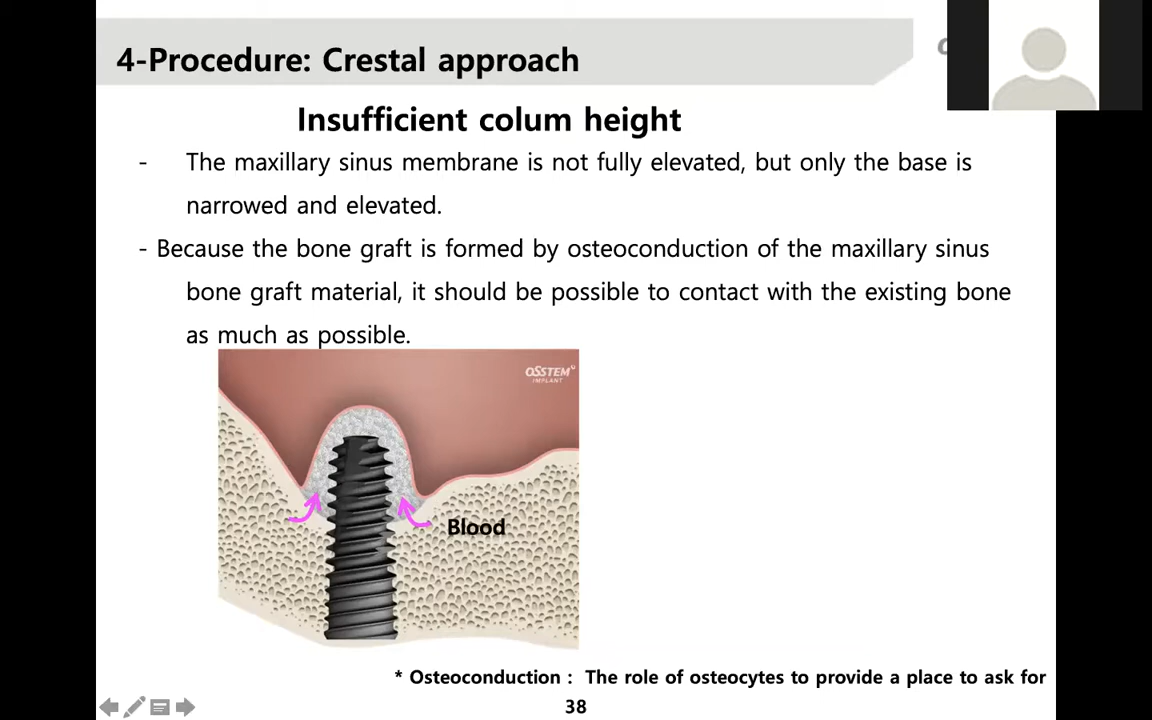 4-Procedure: Crestal approach
Insufficient colum height
- The maxillary sinus membrane is not fully elevated, but only the base is
narrowed and elevated.
- Because the bone graft is formed by osteoconduction of the maxillary sinus
bone graft material, it should be possible to contact with the existing bone
as much as possible.
OSSTEM
IMPLANT
Blood
* Osteoconduction : The role of osteocytes to provide a place to ask for
38